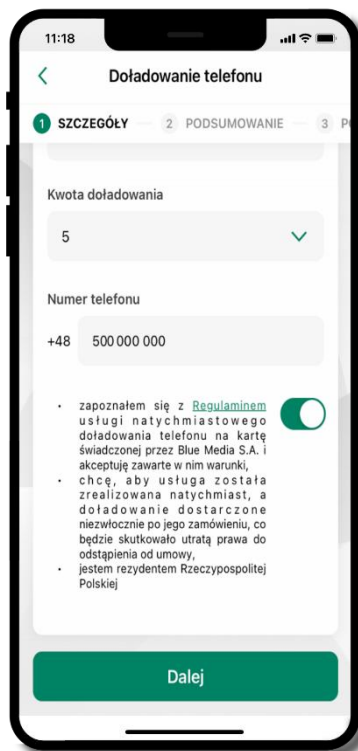 11:18
Doładowanie telefonu
1 SZCZEGÓŁY 2 PODSUMOWANIE 3
Kwota doładowania
5
Numer telefonu
+48 500 000 000
• zapoznałem się z Regulaminem
usługi natychmiastowego
doładowania telefonu na kartę
świadczonej przez Blue Media S.A. i
akceptuję zawarte w nim warunki,
• chcę, aby usługa została
zrealizowana natychmiast, a
doładowanie dostarczone
niezwłocznie po jego zamówieniu, co
będzie skutkowało utratą prawa do
odstąpienia od umowy,
• jestem rezydentem Rzeczypospolitej
Polskiej
Dalej